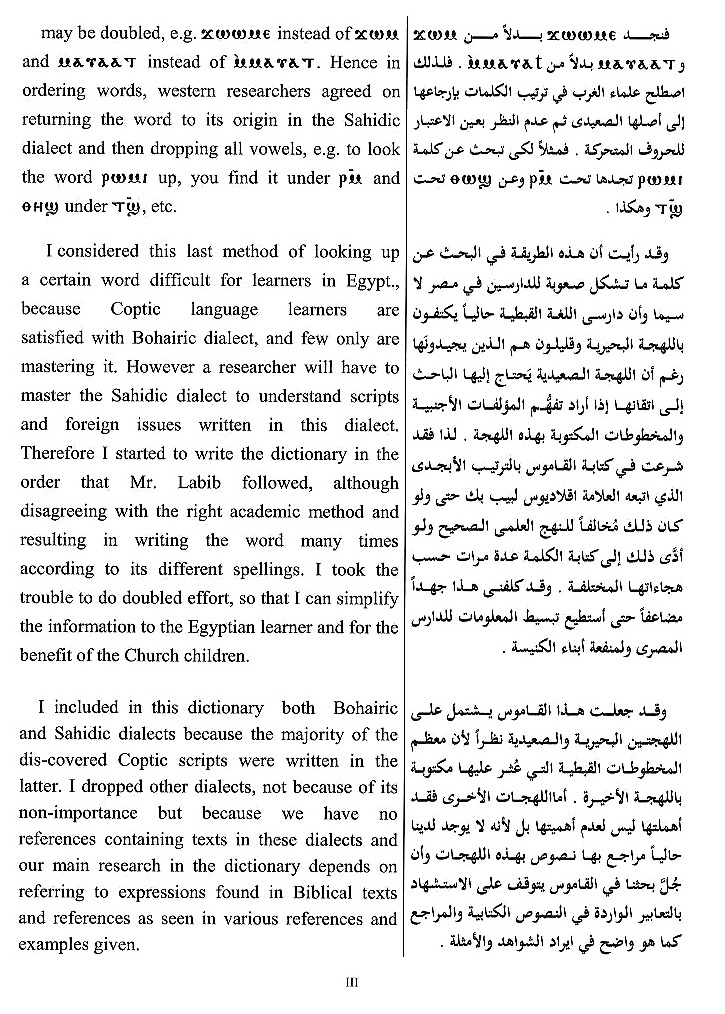 may be doubled, e.g. ϫⲱⲱⲙⲉ instead of ϫⲱⲙ
and ⲙⲁⲩⲁⲁⲧ instead of ⲙ̀ⲙⲁⲩⲁⲧ. Hence in
ordering words, western researchers agreed on
returning the word to its origin in the Sahidic
dialect and then dropping all vowels, e.g. to look
the word ⲣⲱⲙⲓ up, you find it under ⲣⲙ̄ and
ⲑⲏϣ under ⲧϣ̄, etc.
I considered this last method of looking up
a certain word difficult for learners in Egypt.,
because Coptic language learners are
satisfied with Bohairic dialect, and few only are
mastering it. However a researcher will have to
master the Sahidic dialect to understand scripts
and foreign issues written in this dialect.
Therefore I started to write the dictionary in the
order that Mr. Labib followed, although
disagreeing with the right academic method and
resulting in writing the word many times
according to its different spellings. I took the
trouble to do doubled effort, so that I can simplify
the information to the Egyptian learner and for the
benefit of the Church children.
I included in this dictionary both Bohairic
and Sahidic dialects because the majority of the
dis-covered Coptic scripts were written in the
latter. I dropped other dialects, not because of its
non-importance but because we have no
references containing texts in these dialects and
our main research in the dictionary depends on
referring to expressions found in Biblical texts
and references as seen in various references and
examples given.
فنجد ϫⲱⲱⲙⲉ بدلاً من ϫⲱⲙ
و ⲙⲁⲩⲁⲁⲧ بدلاً من ⲙ̀ⲙⲁⲩⲁt . فلذلك
اصطلح علماء الغرب في ترتيب الكلمات بإرجاعها
إلى أصلها الصعيدى ثم عدم النظر بعين الاعتبار
للحروف المتحركة . فمثلاً لكى تبحث عن كلمة
ⲣⲱⲙⲓ تجدها تحت ⲣⲙ̄ وعن ⲑⲱϣ تحت
ⲧϣ̄ وهكذا .
وقد رأيت أن هذه الطريقة في البحث عن
كلمة ما تشكل صعوبة للدارسين في مصر لا
سيما وأن دارسى اللغة القبطية حالياً يكتفون
باللهجة البحيرية وقليلون هم الذين يجيدونها
رغم أن اللهجة الصعيدية يَحتاج إليها الباحث
إلى اتقانها إذا أراد تفهُّم المؤلفات الأجنبية
والمخطوطات المكتوبة بهذه اللهجة . لذا فقد
شرعت في كتابة القاموس بالترتيب الأبجدى
الذي اتبعه العلامة اقلاديوس لبيب بك حتى ولو
كان ذلك مُخالفاً للنهج العلمى الصحيح ولو
أدَّى ذلك إلى كتابة الكلمة عدة مرات حسب
هجاءاتها المختلفة . وقد كلفنى هذا جهداً
مضاعفاً حتى أستطيع تبسيط المعلومات للدارس
المصرى ولمنفعة أبناء الكنيسة .
وقد جعلت هذا القاموس يشتمل على
اللهجتين البحيرية والصعيدية نظراً لأن معظم
المخطوطات القبطية التي عُثر عليها مكتوبة
باللهجة الأخيرة . أمااللهجات الأخرى فقد
أهملتها ليس لعدم أهميتها بل لأنه لا يوجد لدينا
حالياً مراجع بها نصوص بهذه اللهجات وأن
جُلَّ بحثنا في القاموس يتوقف على الاستشهاد
بالتعابير الواردة في النصوص الكتابية والمراجع
كما هو واضح في ايراد الشواهد والأمثلة .
III